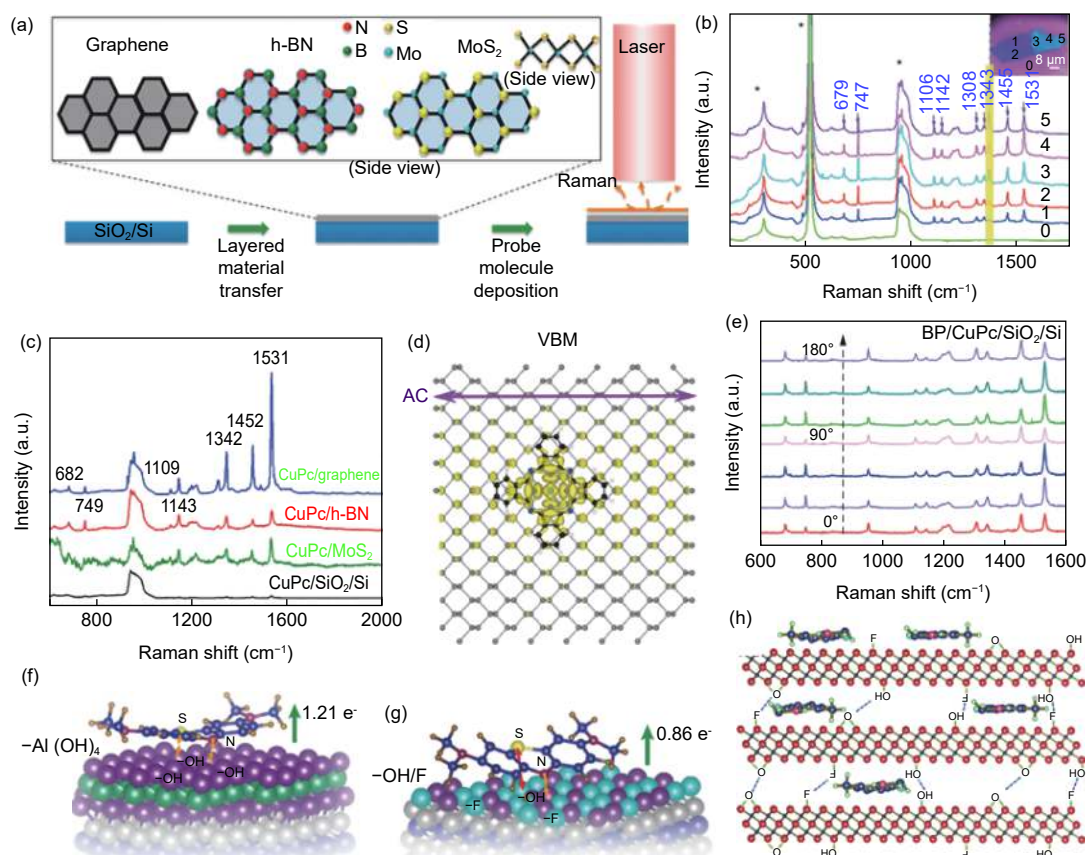 (a)
Graphene
h-BN
N
S
B
Mo
MoS2
(Side view)
(Side view)
Laser
Raman
SiO2/Si
Layered
material
transfer
Probe
molecule
deposition
(b)
Intensity (a.u.)
* * *
679
747
1106
1142
1308
1343
1455
1531
1
2
3 4 5
0
8 μm
5
4
3
2
1
0
500 1000 1500
Raman shift (cm−1)
(c)
Intensity (a.u.)
1531
1452
1342
1109
682
749
1143
CuPc/graphene
CuPc/h-BN
CuPc/MoS2
CuPc/SiO2/Si
800 1200 1600 2000
Raman shift (cm−1)
(d)
VBM
AC
(e)
BP/CuPc/SiO2/Si
180°
90°
0°
Intensity (a.u.)
600 800 1000 1200 1400 1600
Raman shift (cm−1)
(f)
−Al (OH)4
S
N
−OH
−OH
−OH
1.21 e-
(g)
−OH/F
S
N
−F
−OH
−F
0.86 e-
(h)
F
O
OH
O
HO
F
HO
F
O
OH
F
O
F
HO
O
O
F
OH
O
F
O
HO
O
F
HO